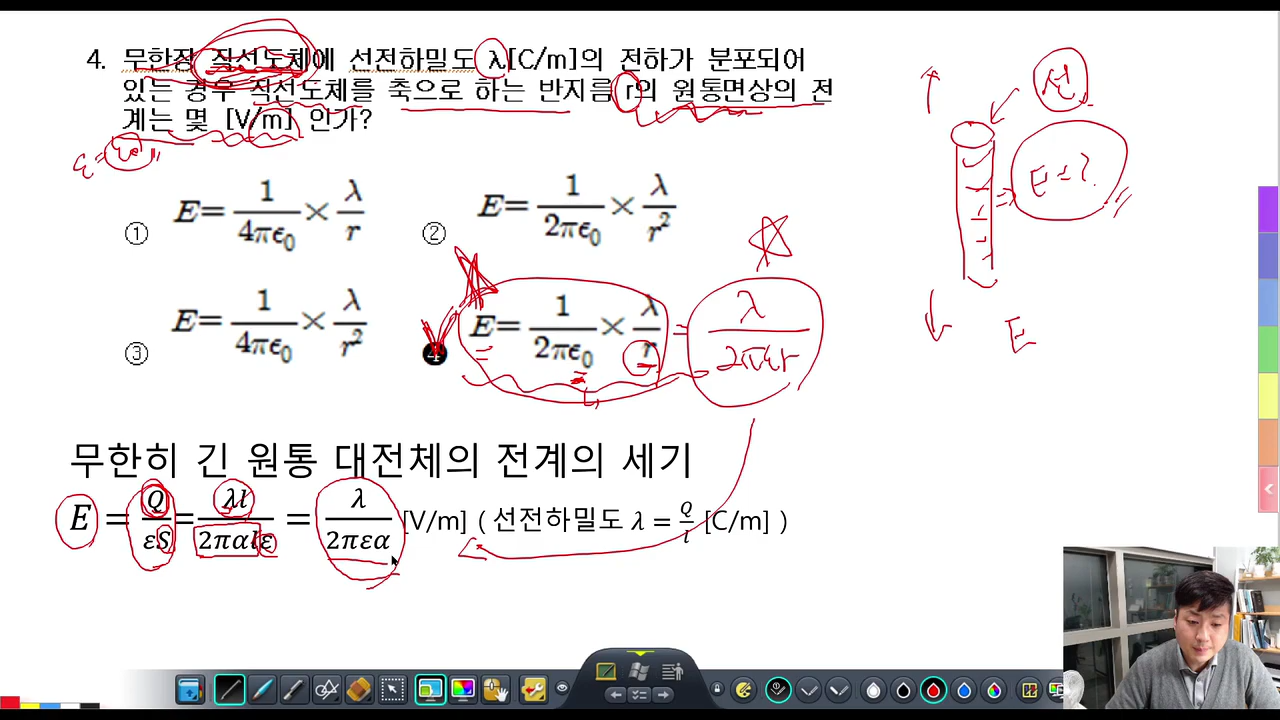 4. 무한장 직선도체에 선전하밀도 λ[C/m]의 전하가 분포되어
있는 경우 직선도체를 축으로 하는 반지름 r의 원통면상의 전
계는 몇 [V/m] 인가?
선
E=?
① E= 1/4πϵ₀ × λ/r
② E= 1/2πϵ₀ × λ/r²
③ E= 1/4πϵ₀ × λ/r²
④ E= 1/2πϵ₀ × λ/r = λ/2πεr
E
무한히 긴 원통 대전체의 전계의 세기
E = Q/εS = λl/2παlε = λ/2πεα [V/m] ( 선전하밀도 λ = Q/l [C/m] )